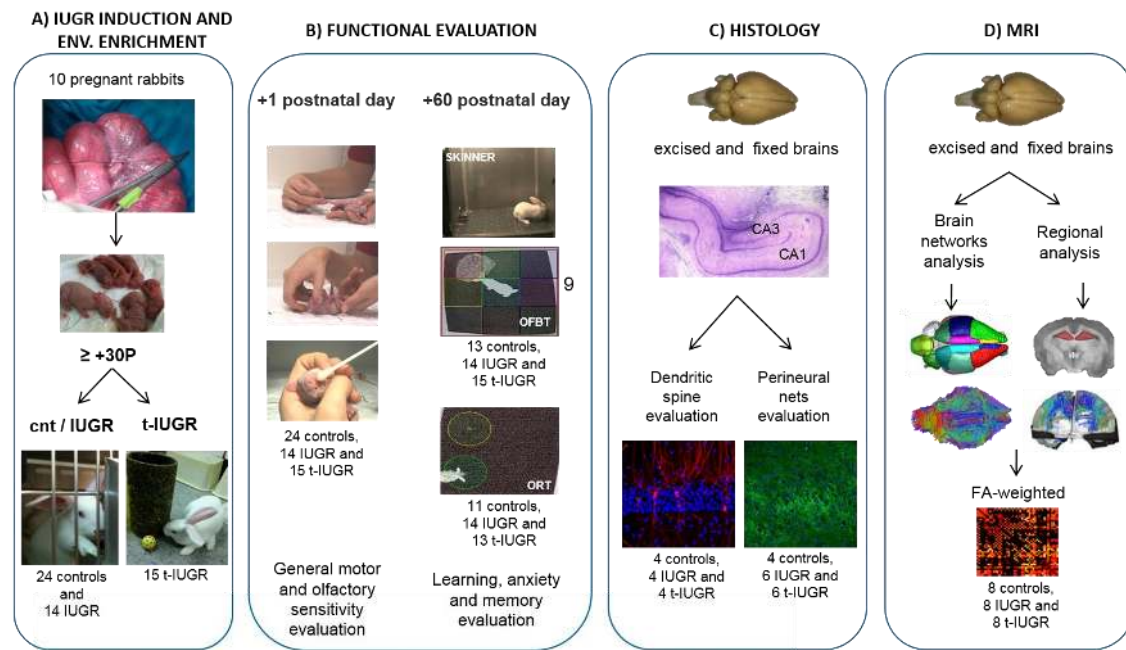 A) IUGR INDUCTION AND
ENV. ENRICHMENT
10 pregnant rabbits
≥ +30P
cnt / IUGR
t-IUGR
24 controls
and
14 IUGR
15 t-IUGR
B) FUNCTIONAL EVALUATION
+1 postnatal day
24 controls,
14 IUGR and
15 t-IUGR
General motor
and olfactory
sensitivity
evaluation
+60 postnatal day
SKINNER
9
OFBT
13 controls,
14 IUGR and
15 t-IUGR
ORT
11 controls,
14 IUGR and
13 t-IUGR
Learning, anxiety
and memory
evaluation
C) HISTOLOGY
excised and fixed brains
CA3
CA1
Dendritic
spine
evaluation
4 controls,
4 IUGR and
4 t-IUGR
Perineural
nets
evaluation
4 controls,
6 IUGR and
6 t-IUGR
D) MRI
excised and fixed brains
Brain
networks
analysis
Regional
analysis
FA-weighted
8 controls,
8 IUGR and
8 t-IUGR